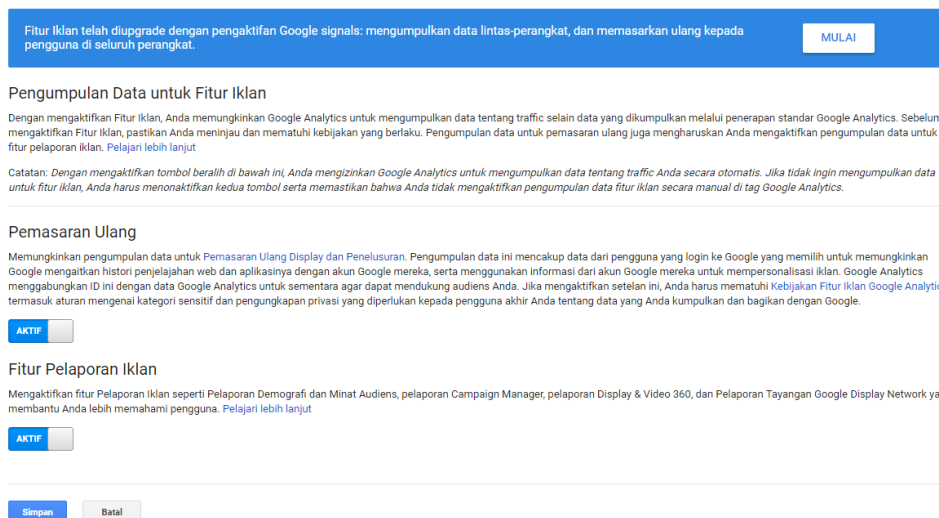 Fitur Iklan telah diupgrade dengan pengaktifan Google signals: mengumpulkan data lintas-perangkat, dan memasarkan ulang kepada
pengguna di seluruh perangkat.
MULAI
Pengumpulan Data untuk Fitur Iklan
Dengan mengaktifkan Fitur Iklan, Anda memungkinkan Google Analytics untuk mengumpulkan data tentang traffic selain data yang dikumpulkan melalui penerapan standar Google Analytics. Sebelum
mengaktifkan Fitur Iklan, pastikan Anda meninjau dan mematuhi kebijakan yang berlaku. Pengumpulan data untuk pemasaran ulang juga mengharuskan Anda mengaktifkan pengumpulan data untuk
fitur pelaporan iklan. Pelajari lebih lanjut
Catatan: Dengan mengaktifkan tombol beralih di bawah ini, Anda mengizinkan Google Analytics untuk mengumpulkan data tentang traffic Anda secara otomatis. Jika tidak ingin mengumpulkan data
untuk fitur iklan, Anda harus menonaktifkan kedua tombol serta memastikan bahwa Anda tidak mengaktifkan pengumpulan data fitur iklan secara manual di tag Google Analytics.
Pemasaran Ulang
Memungkinkan pengumpulan data untuk Pemasaran Ulang Display dan Penelusuran. Pengumpulan data ini mencakup data dari pengguna yang login ke Google yang memilih untuk memungkinkan
Google mengaitkan histori penjelajahan web dan aplikasinya dengan akun Google mereka, serta menggunakan informasi dari akun Google mereka untuk mempersonalisasi iklan. Google Analytics
menggabungkan ID ini dengan data Google Analytics untuk sementara agar dapat mendukung audiens Anda. Jika mengaktifkan setelan ini, Anda harus mematuhi Kebijakan Fitur Iklan Google Analytic
termasuk aturan mengenai kategori sensitif dan pengungkapan privasi yang diperlukan kepada pengguna akhir Anda tentang data yang Anda kumpulkan dan bagikan dengan Google.
AKTIF
Fitur Pelaporan Iklan
Mengaktifkan fitur Pelaporan Iklan seperti Pelaporan Demografi dan Minat Audiens, pelaporan Campaign Manager, pelaporan Display & Video 360, dan Pelaporan Tayangan Google Display Network ya
membantu Anda lebih memahami pengguna. Pelajari lebih lanjut
AKTIF
Simpan
Batal